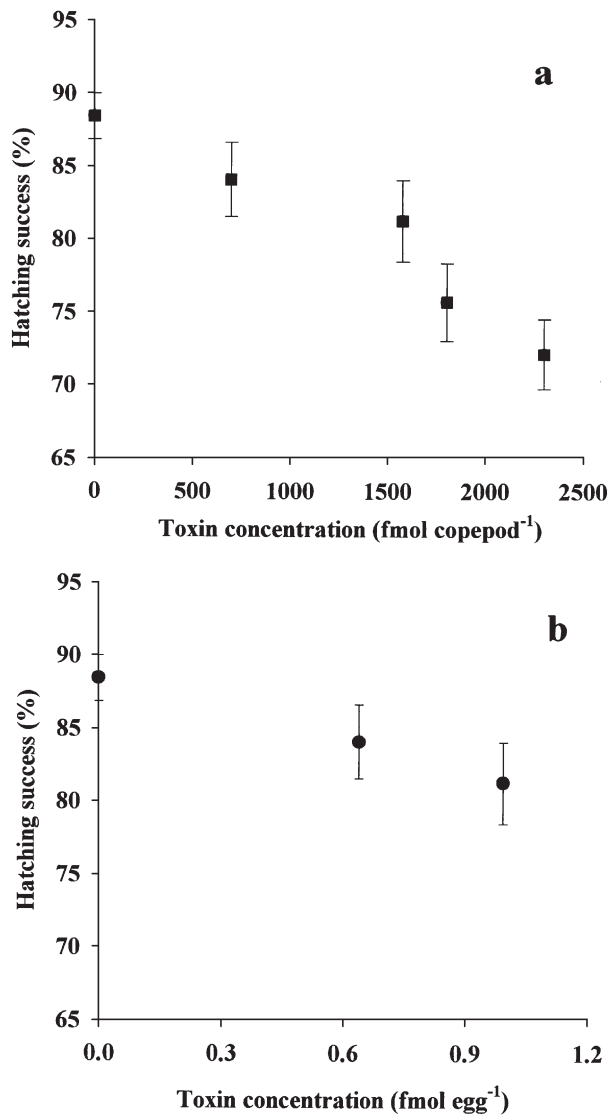 95
a
90
85
80
75
70
65
Hatching success (%)
0 500 1000 1500 2000 2500
Toxin concentration (fmol copepod⁻¹)
95
b
90
85
80
75
70
65
Hatching success (%)
0.0 0.3 0.6 0.9 1.2
Toxin concentration (fmol egg⁻¹)